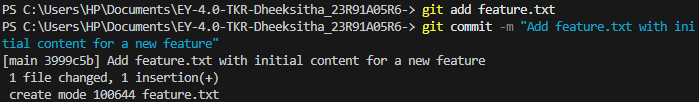 PS C:\Users\HP\Documents\EY-4.0-TKR-Dheeksitha_23R91A05R6-> git add feature.txt
PS C:\Users\HP\Documents\EY-4.0-TKR-Dheeksitha_23R91A05R6-> git commit -m "Add feature.txt with ini
tial content for a new feature"
[main 3999c5b] Add feature.txt with initial content for a new feature
 1 file changed, 1 insertion(+)
 create mode 100644 feature.txt